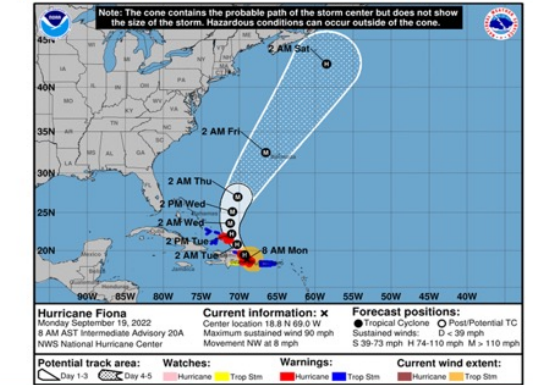 Note: The cone contains the probable path of the storm center but does not show
the size of the storm. Hazardous conditions can occur outside of the cone.
45N
2 AM Sat
H
40N
35N
2 AM Fri
M
Bermuda
30N
2 AM Thu
M
2 PM Wed
M
25N
Bahamas
2 AM Wed
M
H
2 PM Tue
H
20N
2 AM Tue
H
8 AM Mon
Mexico
Jamaica
90W 85W 80W 75W 70W 65W 60W 55W 50W 45W 40W
Hurricane Fiona
Monday September 19, 2022
8 AM AST Intermediate Advisory 20A
NWS National Hurricane Center
Current information: x
Center location 18.8 N 69.0 W
Maximum sustained wind 90 mph
Movement NW at 8 mph
Forecast positions:
Tropical Cyclone Post/Potential TC
Sustained winds: D < 39 mph
S 39-73 mph H 74-110 mph M > 110 mph
Potential track area:
Day 1-3 Day 4-5
Watches:
Hurricane Trop Stm
Warnings:
Hurricane Trop Stm
Current wind extent:
Hurricane Trop Stm